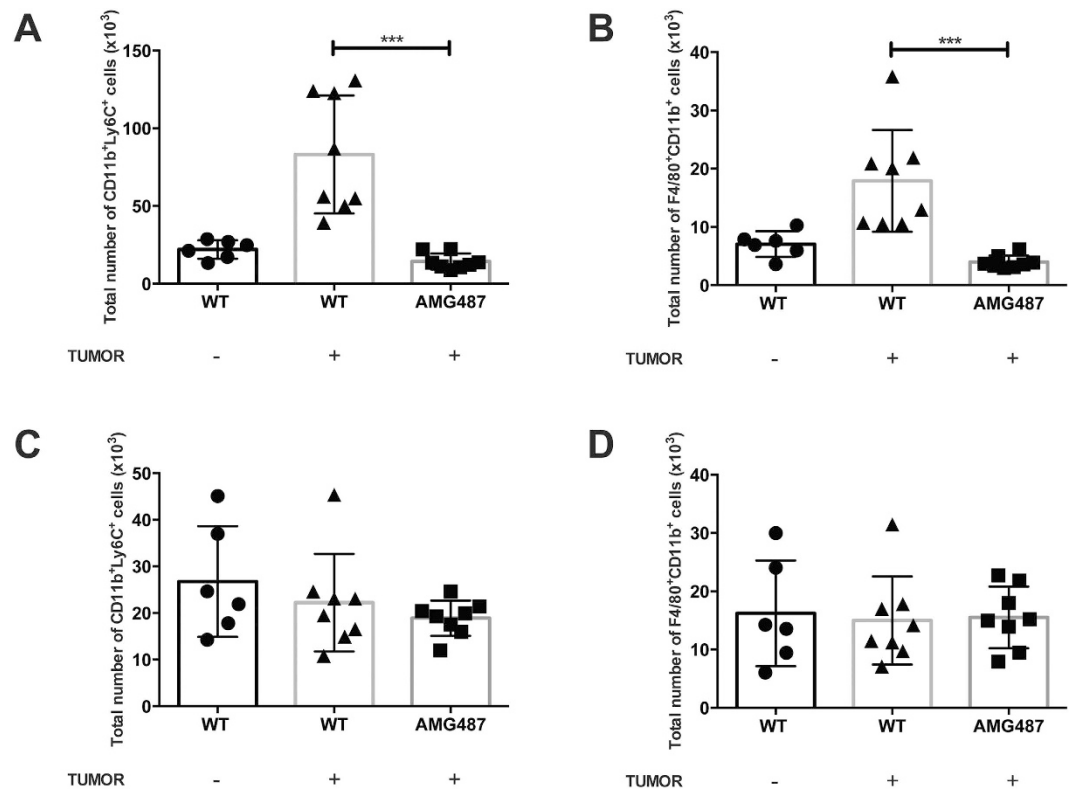 A
Total number of CD11b⁺Ly6C⁺ cells (x10³)
150
100
50
0
***
WT
WT
AMG487
TUMOR
-
+
+
B
Total number of F4/80⁺CD11b⁺ cells (x10³)
40
30
20
10
0
***
WT
WT
AMG487
TUMOR
-
+
+
C
Total number of CD11b⁺Ly6C⁺ cells (x10³)
50
40
30
20
10
0
WT
WT
AMG487
TUMOR
-
+
+
D
Total number of F4/80⁺CD11b⁺ cells (x10³)
40
30
20
10
0
WT
WT
AMG487
TUMOR
-
+
+